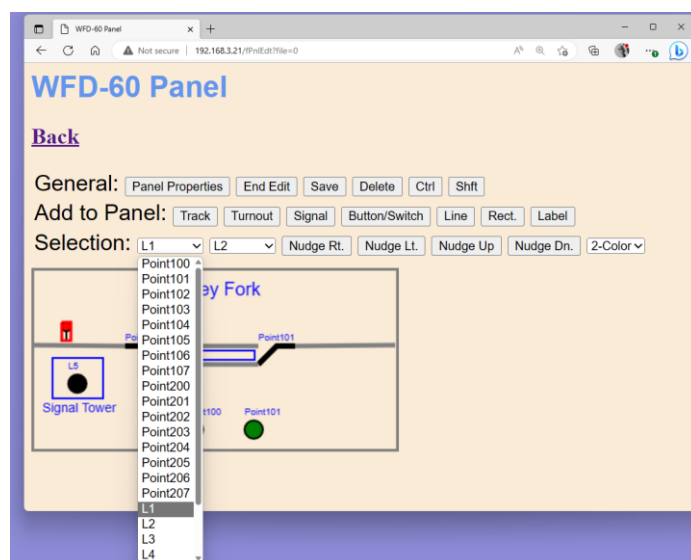 WFD-60 Panel
Not secure | 192.168.3.21/fPnlEdt?file=0
WFD-60 Panel
Back
General: Panel Properties End Edit Save Delete Ctrl Shft
Add to Panel: Track Turnout Signal Button/Switch Line Rect. Label
Selection: L1 L2 Nudge Rt. Nudge Lt. Nudge Up Nudge Dn. 2-Color
Point100
Point101
Point102
Point103
Point104
Point105
Point106
Point107
Point200
Point201
Point202
Point203
Point204
Point205
Point206
Point207
L1
L2
L3
L4
ey Fork
Po
Point101
L5
Signal Tower
t100
Point101